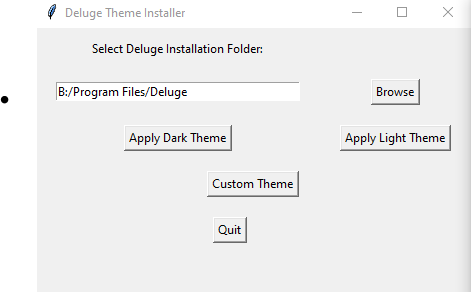 Deluge Theme Installer
Select Deluge Installation Folder:
B:/Program Files/Deluge
Browse
Apply Dark Theme
Apply Light Theme
Custom Theme
Quit